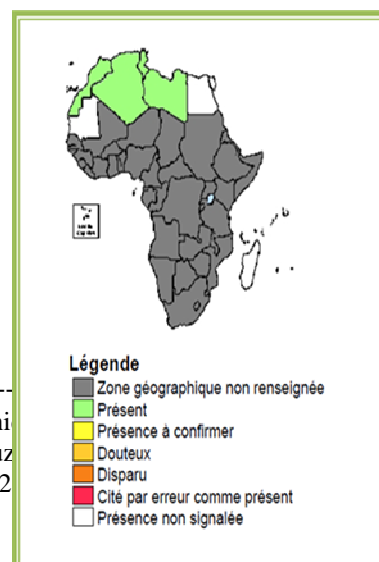 Légende
Zone géographique non renseignée
Présent
Présence à confirmer
Douteux
Disparu
Cité par erreur comme présent
Présence non signalée